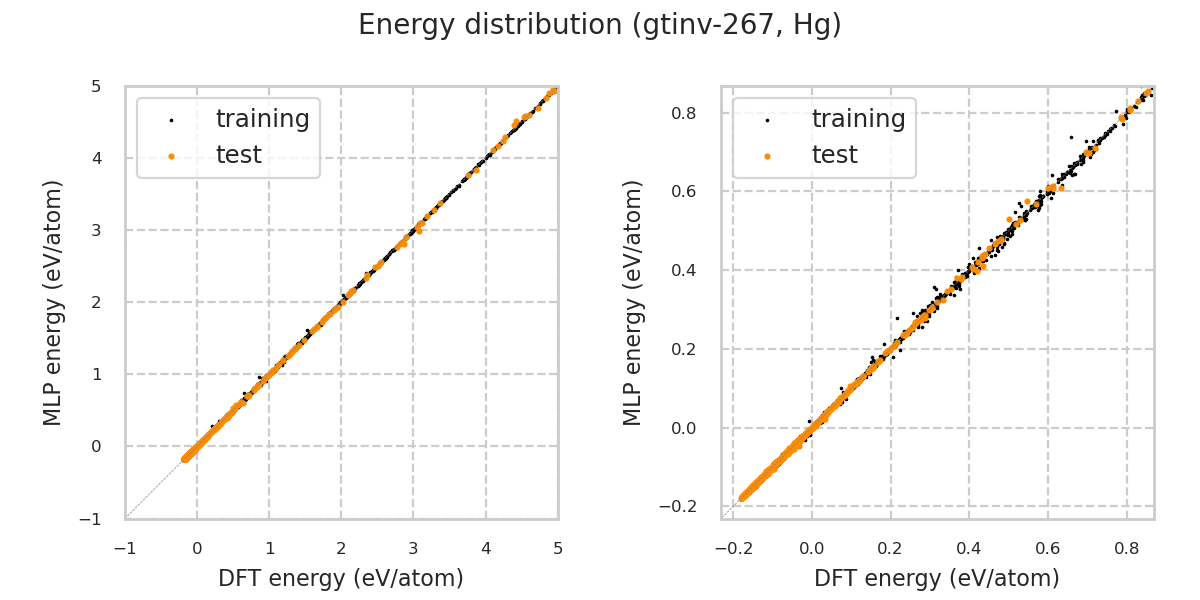 Energy distribution (gtinv-267, Hg)
training
test
5
4
3
2
1
0
−1
−1
0
1
2
3
4
5
MLP energy (eV/atom)
DFT energy (eV/atom)
training
test
0.8
0.6
0.4
0.2
0.0
−0.2
−0.2
0.0
0.2
0.4
0.6
0.8
MLP energy (eV/atom)
DFT energy (eV/atom)